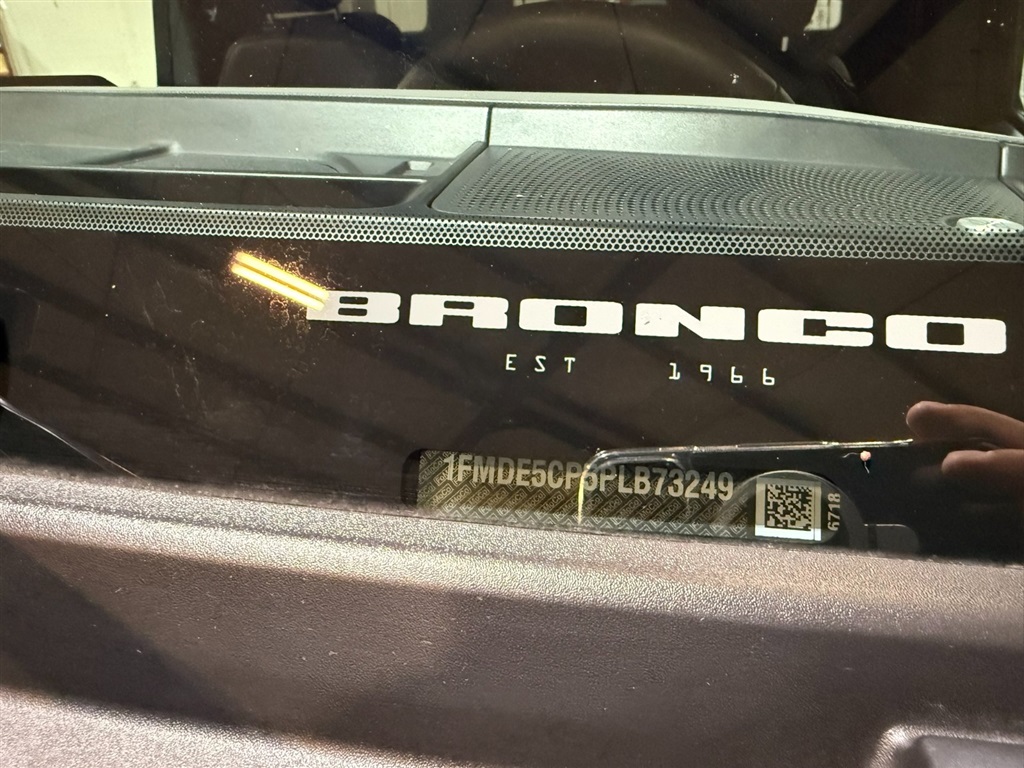 BRONCO
EST 1966
1FMDE5CP5PLB73249
6718